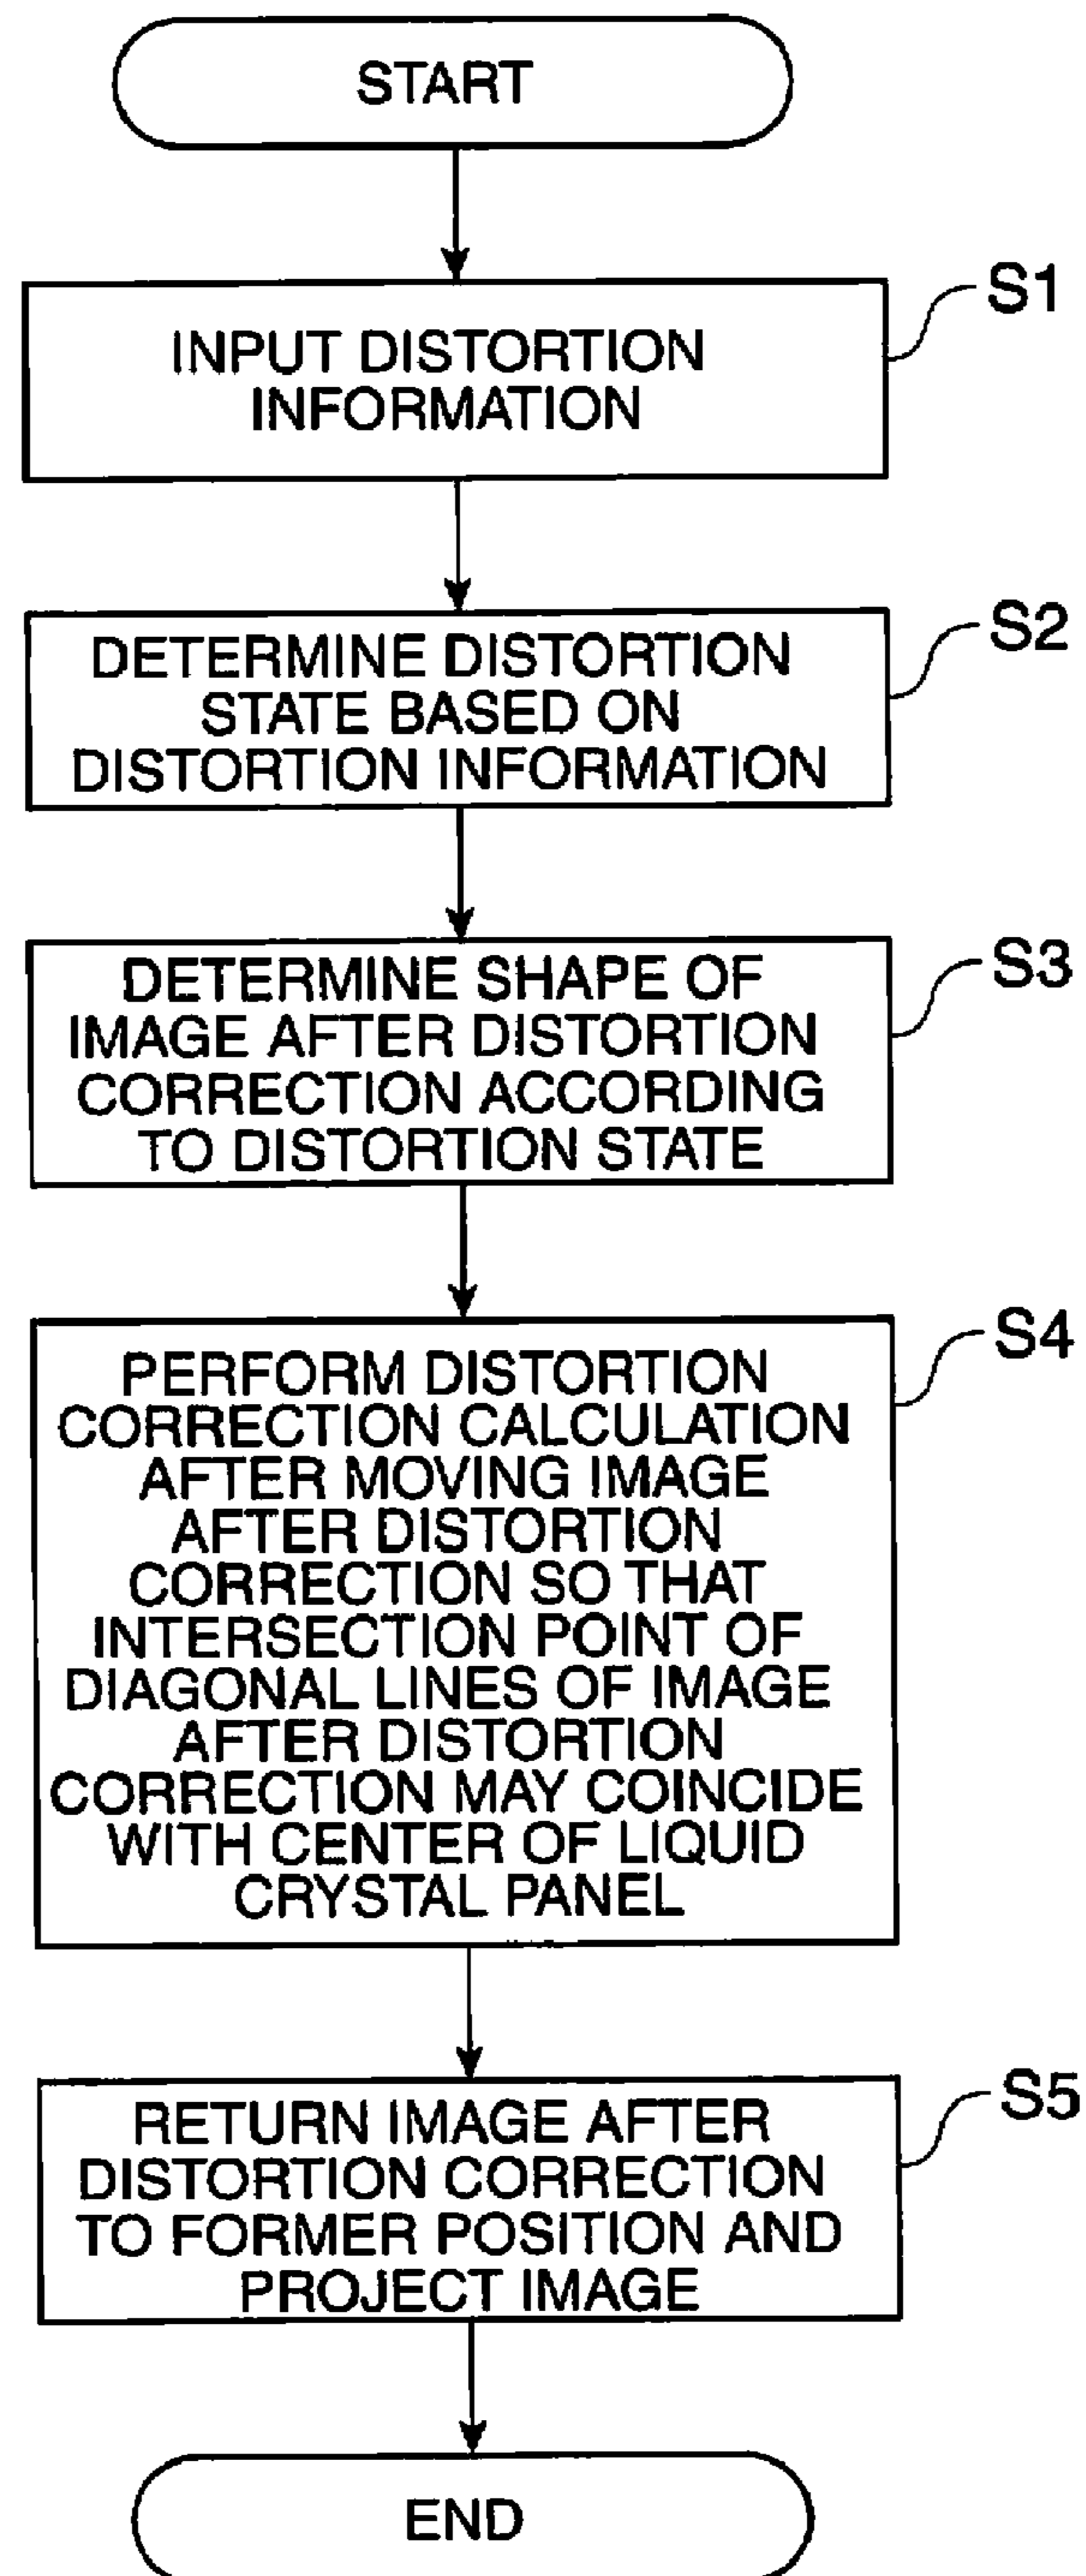 START
S1
INPUT DISTORTION
INFORMATION
S2
DETERMINE DISTORTION
STATE BASED ON
DISTORTION INFORMATION
S3
DETERMINE SHAPE OF
IMAGE AFTER DISTORTION
CORRECTION ACCORDING
TO DISTORTION STATE
S4
PERFORM DISTORTION
CORRECTION CALCULATION
AFTER MOVING IMAGE
AFTER DISTORTION
CORRECTION SO THAT
INTERSECTION POINT OF
DIAGONAL LINES OF IMAGE
AFTER DISTORTION
CORRECTION MAY COINCIDE
WITH CENTER OF LIQUID
CRYSTAL PANEL
S5
RETURN IMAGE AFTER
DISTORTION CORRECTION
TO FORMER POSITION AND
PROJECT IMAGE
END